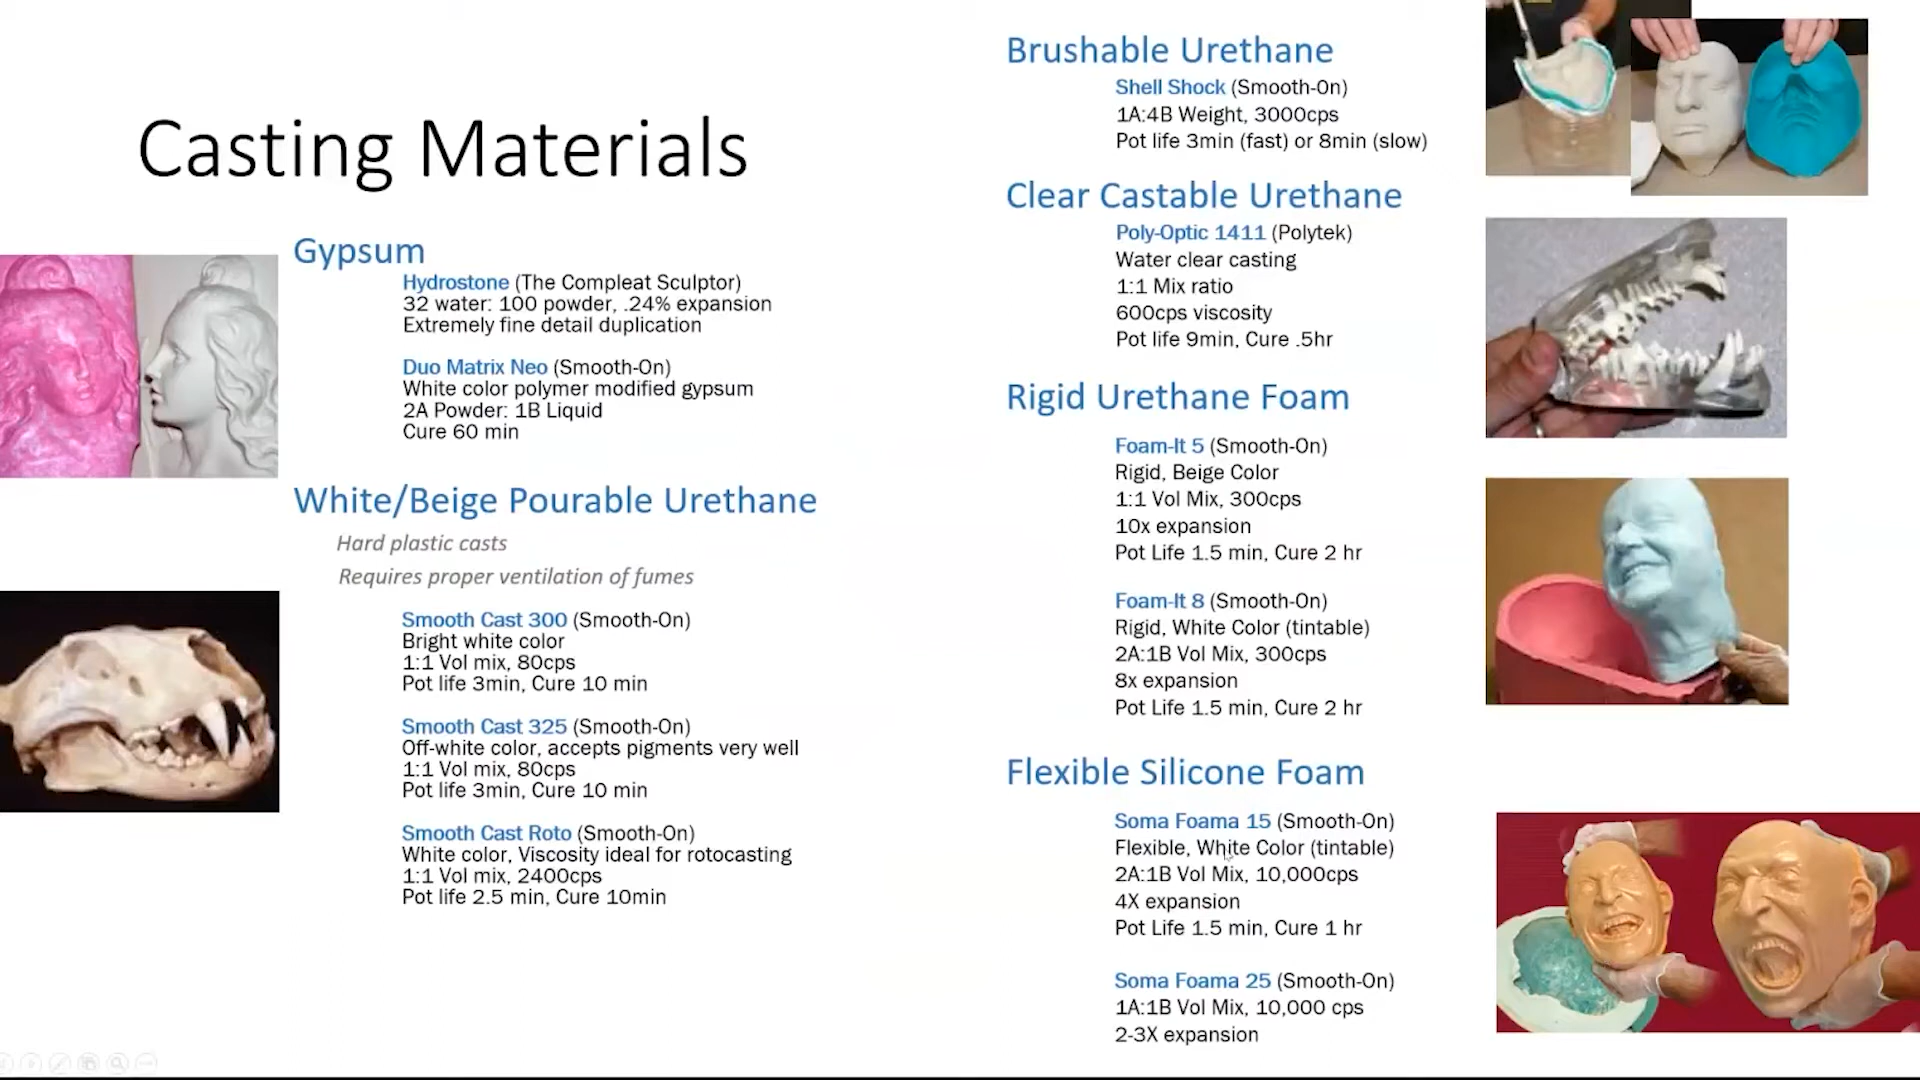 Casting Materials
Gypsum
Hydrostone (The Compleat Sculptor)
32 water: 100 powder, .24% expansion
Extremely fine detail duplication
Duo Matrix Neo (Smooth-On)
White color polymer modified gypsum
2A Powder: 1B Liquid
Cure 60 min
White/Beige Pourable Urethane
Hard plastic casts
Requires proper ventilation of fumes
Smooth Cast 300 (Smooth-On)
Bright white color
1:1 Vol mix, 80cps
Pot life 3min, Cure 10 min
Smooth Cast 325 (Smooth-On)
Off-white color, accepts pigments very well
1:1 Vol mix, 80cps
Pot life 3min, Cure 10 min
Smooth Cast Roto (Smooth-On)
White color, Viscosity ideal for rotocasting
1:1 Vol mix, 2400cps
Pot life 2.5 min, Cure 10min
Brushable Urethane
Shell Shock (Smooth-On)
1A:4B Weight, 3000cps
Pot life 3min (fast) or 8min (slow)
Clear Castable Urethane
Poly-Optic 1411 (Polytek)
Water clear casting
1:1 Mix ratio
600cps viscosity
Pot life 9min, Cure .5hr
Rigid Urethane Foam
Foam-It 5 (Smooth-On)
Rigid, Beige Color
1:1 Vol Mix, 300cps
10x expansion
Pot Life 1.5 min, Cure 2 hr
Foam-It 8 (Smooth-On)
Rigid, White Color (tintable)
2A:1B Vol Mix, 300cps
8x expansion
Pot Life 1.5 min, Cure 2 hr
Flexible Silicone Foam
Soma Foama 15 (Smooth-On)
Flexible, White Color (tintable)
2A:1B Vol Mix, 10,000cps
4X expansion
Pot Life 1.5 min, Cure 1 hr
Soma Foama 25 (Smooth-On)
1A:1B Vol Mix, 10,000 cps
2-3X expansion